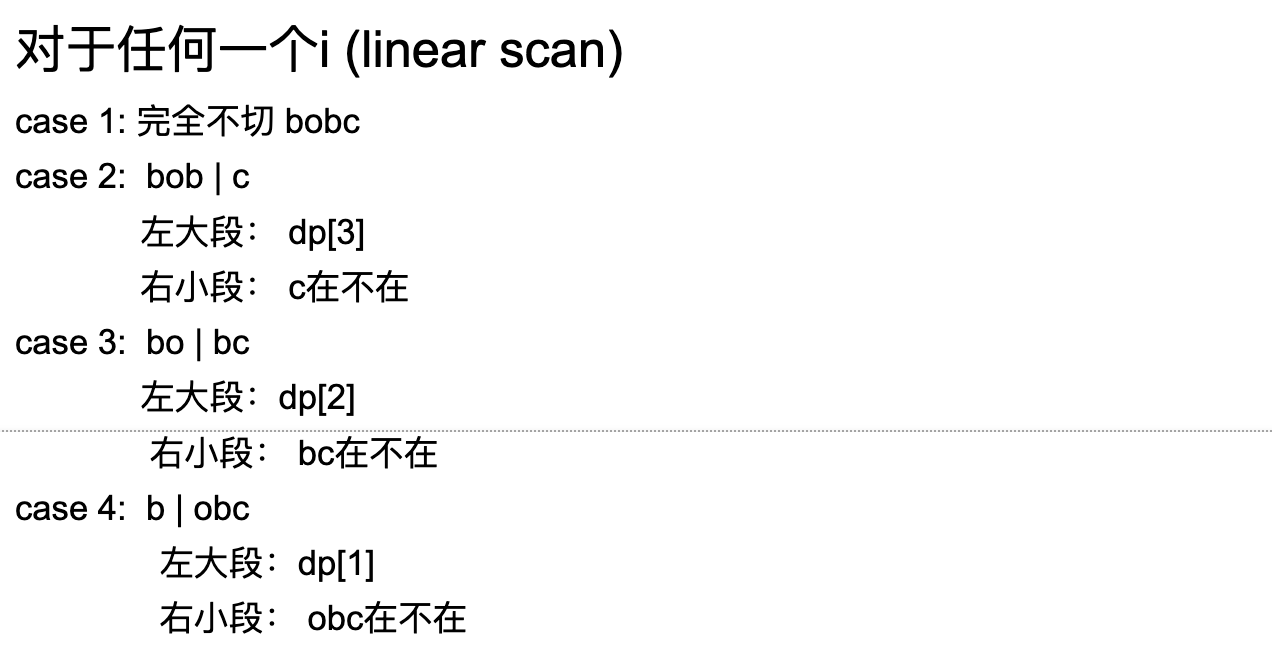 对于任何一个i (linear scan)
case 1: 完全不切 bobc
case 2:  bob | c
左大段： dp[3]
右小段： c在不在
case 3:  bo | bc
左大段：dp[2]
右小段： bc在不在
case 4:  b | obc
左大段：dp[1]
右小段： obc在不在